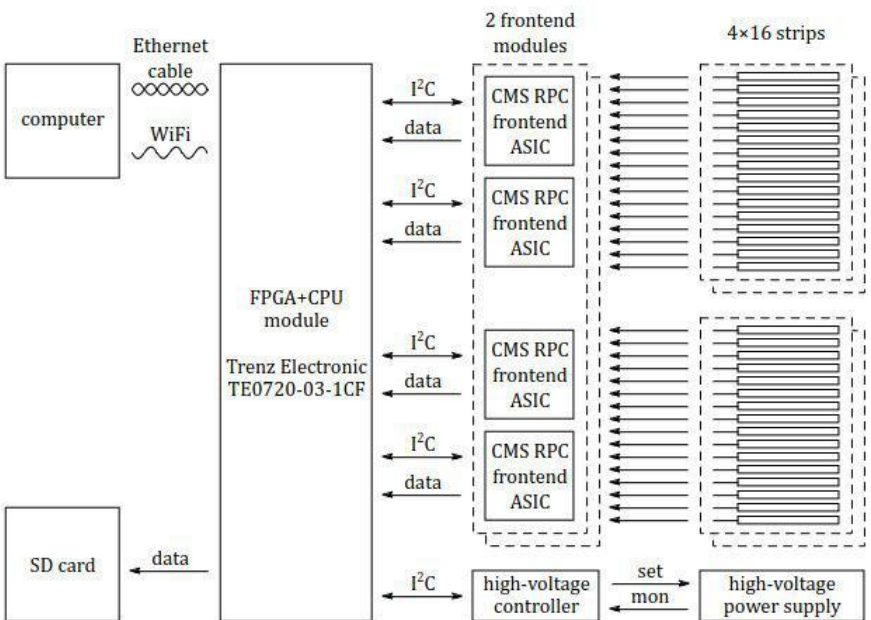 Ethernet
cable
computer
WiFi
FPGA+CPU
module
Trenz Electronic
TE0720-03-1CF
SD card
data
2 frontend
modules
4×16 strips
I²C
CMS RPC
frontend
ASIC
data
I²C
CMS RPC
frontend
ASIC
data
I²C
CMS RPC
frontend
ASIC
data
I²C
CMS RPC
frontend
ASIC
data
I²C
high-voltage
controller
set
mon
high-voltage
power supply